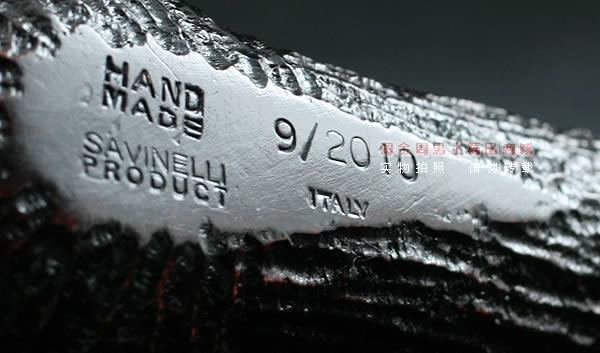 HAND
MADE
SAVINELLI
PRODUCT
9/20
ITALY
实物拍照